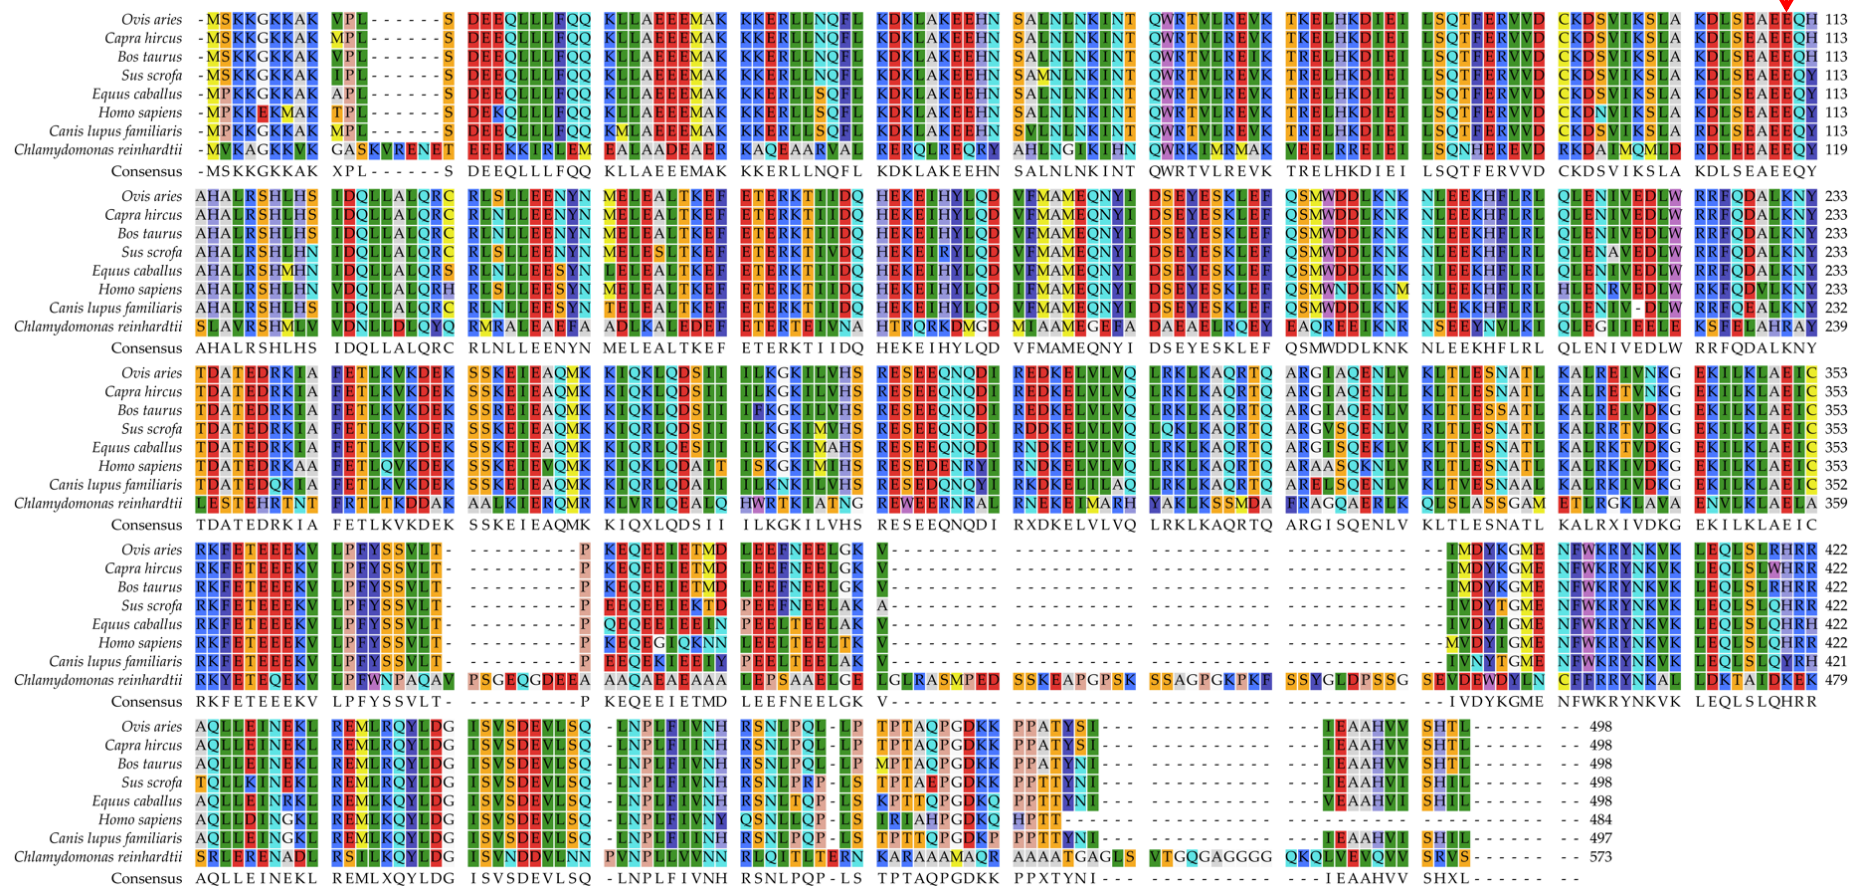 Ovis aries -MSKKGKKAK VPL------S DEEQLLLFQQ KLLAEEEMAK KKERLLNQFL KDKLAKEEHN SALNLNKINT QWRTVLREVK TKELHKDIEI LSQTFERVVD CKDSVIKSLA KDLSEAEEQH 113
Capra hircus -MSKKGKKAK MPL------S DEEQLLLFQQ KLLAEEEMAK KKERLLNQFL KDKLAKEEHN SALNLNKINT QWRTVLREVK TKELHKDIEI LSQTFERVVD CKDSVIKSLA KDLSEAEEQH 113
Bos taurus -MSKKGKKAK VPL------S DEEQLLLFQQ KLLAEEEMAK KKERLLNQFL KDKLAKEEHN SALNLNKINT QWRTVLREVK TRELHKDIEI LSQTFERVVD CKDSVIKSLA KDLSEAEEQH 113
Sus scrofa -MSKKGKKAK IPL------S DEEQLLLFQQ KLLAEEEMAK KKERLLNQFL KDKLAKEEHN SAMNLNKINT QWRTVLREIK TRELHKDIEI LSQTFERVVD CKDSVIKSLA KDLSEAEEQY 113
Equus caballus -MPKKGKKAK APL------S DEEQLLLFQQ KLLAEEEMAK KKERLLSQFL KDKLAKEEHN SALNLNKINT QWRTVLREVK TRELHKDIEI LSQTFERVVD CKDSVIKSLA KDLSEAEEQY 113
Homo sapiens -MPKKEKMAK TPL------S DEKQLLLFQQ KLLAEEEMAK KKERLLSQFL KDKLAKEEHN SALNLNKINT QWRTVLREVK TRELHKDIEI LSQTFERVVD CKDNVIKSLA KDLSEAEEQY 113
Canis lupus familiaris -MPKKGKKAK MPL------S DEEQLLLFQQ KMLAEEEMAK KKERLLSQFL KDKLAKEEHN SVLNLNKINT QWRTVLREVK TRELHKDIEI LSQTFERVVD CKDSVIKSLA RDLSEAEEQY 113
Chlamydomonas reinhardtii -MVKAGKKVK GASKVRENET EEEKKIRLEM EALAADEAER KAQEAARVAL RERQLREQRY AHLNGIKIHN QWRKIMRMAK VEELRREIEI LSQNHEREVD RKDAIMQMLD RDLEEAEEQY 119
Consensus -MSKKGKKAK XPL------S DEEQLLLFQQ KLLAEEEMAK KKERLLNQFL KDKLAKEEHN SALNLNKINT QWRTVLREVK TRELHKDIEI LSQTFERVVD CKDSVIKSLA KDLSEAEEQY
Ovis aries AHALRSHLHS IDQLLALQRC RLSLLEENYN MELEALTKEF ETERKTIIDQ HEKEIHYLQD VFMAMEQNYI DSEYESKLEF QSMWDDLKNK NLEEKHFLRL QLENIVEDLW RRFQDALKNY 233
Capra hircus AHALRSHLHS IDQLLALQRC RLSLLEENYN MELEALTKEF ETERKTIIDQ HEKEIHYLQD VFMAMEQNYI DSEYESKLEF QSMWDDLKNK NLEEKHFLRL QLENIVEDLW RRFQDALKNY 233
Bos taurus AHALRSHLHS IDQLLALQRC RLNLLEENYN MELEALTKEF ETERKTIIDQ HEKEIHYLQD VFMAMEQNYI DSEYESKLEF QSMWDDLKNK NLEEKHFLRL QLENIVEDLW RRFQDALKNY 233
Sus scrofa AHALRSHLHN IDQLLALQRC RLSLLEENYN MELESLTKEF ETERKTIVDQ HEKEIRYLQD VFMAMEQNYI DSEYESKLEF QSMWDDLKNK NLEEKHFLRL QLENAVEDLW RRFQDALKNY 233
Equus caballus AHALRSHLMN IDQLLALQRS RLNLLEESYN LELEALTKEF ETERKTIIDQ HEKEIHYLQD VFMAMEQNYI DSEYESKLEF QSMWDDLKNK NLEEKHFLRL QLENIVEDLW RRFQDALKNY 233
Homo sapiens AHALRSHLHN VDQLLALQRH RLSLLEESYN MELEALTKEF ETERKTIIDQ HEKEIHYLQD IFMAMEQNYI DSEYESKLEF QSMWNDLKNM NLEEKHFLRL HLENRVEDLW RKFQDVLKNY 233
Canis lupus familiaris AHALRSHLHS IDQLLALQRC RLNLLEESYN TELEALTKEF ETERKTIIDQ HEKEIHYLQD IFMAMEQNYI DSEYESKLEF QSMWDDLKNK NLEKKHFLRL QLENIV-DLW RRFQEALKNY 232
Chlamydomonas reinhardtii SLAVRSHMLV VDNLLDLQYQ RMRALEAEFA ADLKALEDEF ETERTEIVNA HTRQRKDMGD MIAAMEGEFA DAEAELRQEY EAQREEIKNR NSEEYNVLKI QLEGIIEELE KSFELAHRAY 239
Consensus AHALRSHLHS IDQLLALQRC RLNLLEENYN MELEALTKEF ETERKTIIDQ HEKEIHYLQD VFMAMEQNYI DSEYESKLEF QSMWDDLKNK NLEEKHFLRL QLENIVEDLW RRFQDALKNY
Ovis aries TDATEDRKIA FETLKVKDEK SSKEIEAQMK KIQKLQDSII ILKGKILVHS RESEEQNQDI REDKELVLVQ LRKLKAQRTQ ARGIAQENLV KLTLESNATL KALREIVNKG EKILKLAEIC 353
Capra hircus TDATEDRKIA FETLKVKDEK SSKEIEAQMK KIQKLQDSII ILKGKILVHS RESEEQNQDI REDKELVLVQ LRKLKAQRTQ ARGIAQENLV KLTLESNATL KALRETVNKG EKILKLAEIC 353
Bos taurus TDATEDRKIA FETLKVKDEK SSREIEAQMK KIQKLQDSII IFKGKILVHS RESEEQNQDI REDKELVLVQ LRKLKAQRTQ ARGIAQENLV KLTLESSATL KALRETVDKG EKILKLAEIC 353
Sus scrofa TDATEDRKIA FETLKVKDER SSKEIEAQMK KIQRLQDSII ILKGKIMVHS RESEEQNQDI RDDKELVLVQ LQKLKAQRTQ ARGVSQENLV KLTLESNATL KALRRTVDKG EKILKLAEIC 353
Equus caballus TDATEDRKIA FETLKVKDEK SSKEIEAQMK KIQRLQESII ILKGKIMAHS RESEEQNQDI RNDKELVLVQ LRKLKAQRTQ ARGISQEKLV KLTLESNATL KALRKTVDKG EKILKLAEIC 353
Homo sapiens TDATEDRKAA FETLQVKDEK SSKEIEVQMK KIQKLQDAIT ISKGKIMIHS RESEDENRYI RNDKELVLVQ LRKLKAQRTQ ARAASQKNLV KLTLESNATL KALRKIVDKG EKILKLAEIC 353
Canis lupus familiaris TDATEDQKIA FETLKVKDEK SSKEIEAQMK KIQKLQDAII ILKNKILVHS RESEEQNQYI RNDKELILAQ LRKLKAQRTQ ARELSQENLV KLTVESNAAL KALRKIVDKG EKILKLAEIC 352
Chlamydomonas reinhardtii LESTEHRTNT FRTLTKDDAK AALKIERQMR KLVRLQEALQ HWRTKIATNG REWEERNRAL RNEKEIMARH YAKLKSSMDA FRAGQAERLK QLSLASSGAM ETLRGKLAVA ENVLKLAELA 359
Consensus TDATEDRKIA FETLKVKDEK SSKEIEAQMK KIQXLQDSII ILKGKILVHS RESEEQNQDI RXDKELVLVQ LRKLKAQRTQ ARGISQENLV KLTLESNATL KALRXIVDKG EKILKLAEIC
Ovis aries RKFETEEEKV LPFYSSVLT- ---------P KEQEEIETMD LEEFNEELGK V--------- ---------- ---------- ---------- --IMDYKGME NFWKRYNKVK LEQLSLRHRR 422
Capra hircus RKFETEEEKV LPFYSSVLT- ---------P KEQEEIETMD LEEFNEELGK V--------- ---------- ---------- ---------- --IMDYKGME NFWKRYNKVK LEQLSLWHRR 422
Bos taurus RKFETEEEKV LPFYSSVLT- ---------P KEQEEIETMD LEEFNEELGK V--------- ---------- ---------- ---------- --IMDYKGME NFWKRYNKVK LEQLSLRHRR 422
Sus scrofa RKFETEEEKV LPFYSSVLT- ---------P EEQEEIEKTD PEEFNEELAK A--------- ---------- ---------- ---------- --IVDYTGME NFWKRYNKVK LEQLSLQHRR 422
Equus caballus RKFETEEEKV LPFYSSVLT- ---------P QEQEEIEEIN PEELTEELGK V--------- ---------- ---------- ---------- --IVDYIGME NFWKRYNKVK LEQLSLQHRH 422
Homo sapiens RKFETEEEKV LPFYSSVLT- ---------P KEQEGIQKNN LEELTEELTK V--------- ---------- ---------- ---------- --MVDYIGME NFWKRYNKVK LEQLSLQHRR 422
Canis lupus familiaris RKFETEEEKV LPFYSSVLT- ---------P EEQEKIEEIY PEELTEELAK V--------- ---------- ---------- ---------- --IVNYTGME NFWKRYNKVK LEQLSLQYRH 421
Chlamydomonas reinhardtii RKYETEQEKV LPFWNPAQAV PSGEQGDEEA AAQAEAEAAA LEPSAAELGE LGLRASMPED SSKEAPGPSK SSAGPGKPKF SSYGLDPSSG SEVDEWDYLN CFFRRYNKAL LDKTAIDKEK 479
Consensus RKFETEEEKV LPFYSSVLT- ---------P KEQEEIETMD LEEFNEELGK V--------- ---------- ---------- ---------- --IVDYKGME NFWKRYNKVK LEQLSLQHRR
Ovis aries AQLLEINEKL REMLRQYLDG ISVSDEVLSQ -LNPLFIVNH RSNLPQL-LP TPTAQPGDKK PPATYSI--- ---------- ---IEAAHVV SHTL------ -- 498
Capra hircus AQLLEINEKL REMLRQYLDG ISVSDEVLSQ -LNPLFIVNH RSNLPQL-LP TPTAQPGDKK PPATYSI--- ---------- ---IEAAHVV SHTL------ -- 498
Bos taurus AQLLEINEKL REMLRQYLDG ISVSDEVLSQ -LNPLFIVNH RSNLPQL-LP MPTAQPGDKK PPATYNI--- ---------- ---IEAAHVV SHTL------ -- 498
Sus scrofa TQLLKINEKL REMLKQYLDG ISVSDEVLSQ -LNPLFIVNH RSNLPRP-LS TPTAEPGDKK PPTTYNI--- ---------- ---IEAAHVV SHIL------ -- 498
Equus caballus AQLLEINRKL REMLKQYLDG ISVSDEVLSQ -LNPLFIVNH RSNLTQP-LS KPTTQPGDKQ PPTTYNI--- ---------- ---VEAAHVI SHIL------ -- 498
Homo sapiens AQLLDINGKL REMLKQYLDG ISVSDEVLSQ -LNPLFIVNY QSNLLQP-LS IRIAHPGDKQ HPTT------ ---------- ---------- ---------- -- 484
Canis lupus familiaris AQLLEINGKL REMLKQYLDG ISVSDEVLSQ -LNPLFIINH RSNLPQP-LS TPTTQPGDKP PPTTYNI--- ---------- ---IEAAHVI SHIL------ -- 497
Chlamydomonas reinhardtii SRLERENADL RSILKQYLDG ISVNDDVLNN PVNPLLVVNN RLQITLTERN KARAAAMAQR AAAATGAGLS VTGQGAGGGG QKQLVEVQVV SRVS------ -- 573
Consensus AQLLEINEKL REMLXQYLDG ISVSDEVLSQ -LNPLFIVNH RSNLPQP-LS TPTAQPGDKK PPXTYNI--- ---------- ---IEAAHVV SHXL------ --